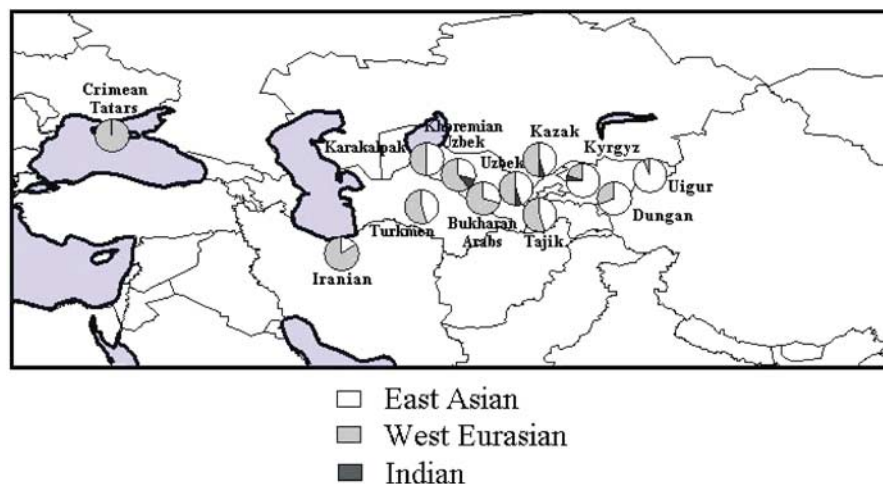 Crimean
Tatars
Karakalpak
Khoremian
Uzbek
Uzbek
Kazak
Kyrgyz
Uigur
Dungan
Turkmen
Bukharan
Arabs
Tajik
Iranian
East Asian
West Eurasian
Indian